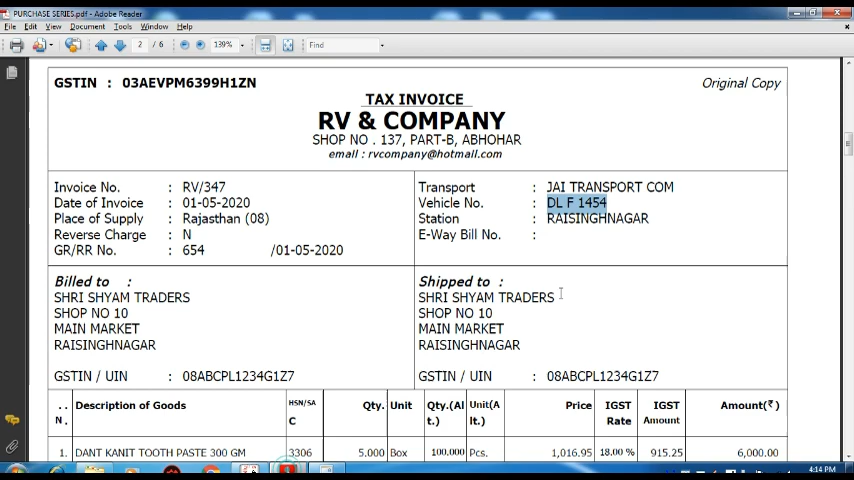 PURCHASE SERIES.pdf - Adobe Reader
File Edit View Document Tools Window Help
2 / 6 139% Find
GSTIN : 03AEVPM6399H1ZN Original Copy
TAX INVOICE
RV & COMPANY
SHOP NO . 137, PART-B, ABHOHAR
email : rvcompany@hotmail.com
Invoice No. : RV/347 Transport : JAI TRANSPORT COM
Date of Invoice : 01-05-2020 Vehicle No. : DL F 1454
Place of Supply : Rajasthan (08) Station : RAISINGHNAGAR
Reverse Charge : N E-Way Bill No. :
GR/RR No. : 654 /01-05-2020
Billed to : Shipped to :
SHRI SHYAM TRADERS SHRI SHYAM TRADERS
SHOP NO 10 SHOP NO 10
MAIN MARKET MAIN MARKET
RAISINGHNAGAR RAISINGHNAGAR
GSTIN / UIN : 08ABCPL1234G1Z7 GSTIN / UIN : 08ABCPL1234G1Z7
. . Description of Goods HSN/SA Qty. Unit Qty.(Al Unit(A Price IGST IGST Amount(₹)
N. C t.) lt.) Rate Amount
1. DANT KANIT TOOTH PASTE 300 GM 3306 5.000 Box 100.000 Pcs. 1,016.95 18.00 % 915.25 6,000.00
4:14 PM